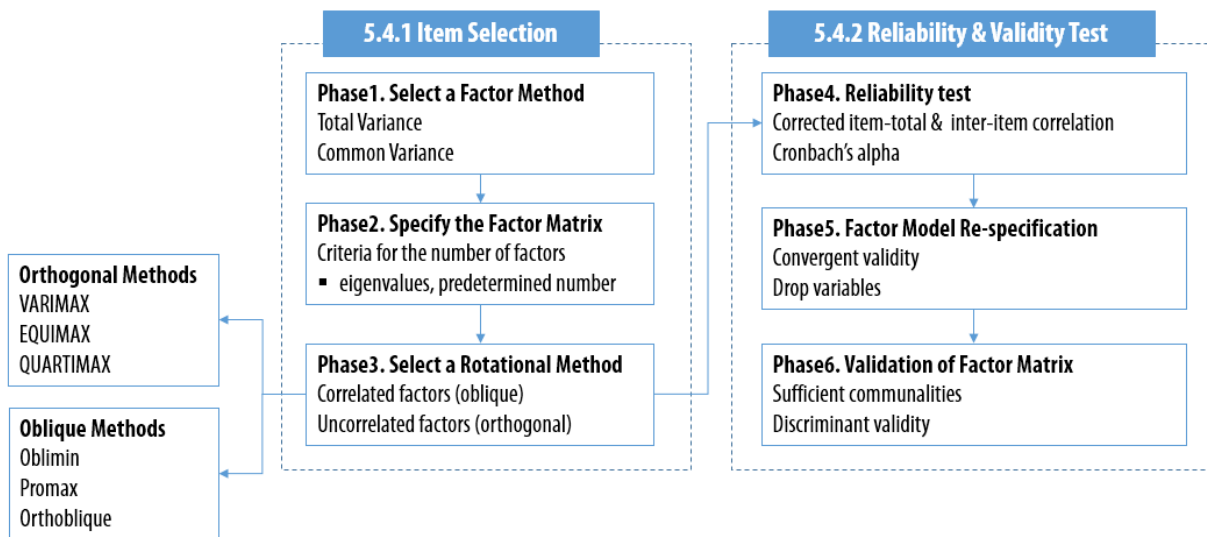 5.4.1 Item Selection
Phase1. Select a Factor Method
Total Variance
Common Variance
Phase2. Specify the Factor Matrix
Criteria for the number of factors
▪ eigenvalues, predetermined number
Phase3. Select a Rotational Method
Correlated factors (oblique)
Uncorrelated factors (orthogonal)
Orthogonal Methods
VARIMAX
EQUIMAX
QUARTIMAX
Oblique Methods
Oblimin
Promax
Orthoblique
5.4.2 Reliability & Validity Test
Phase4. Reliability test
Corrected item-total & inter-item correlation
Cronbach's alpha
Phase5. Factor Model Re-specification
Convergent validity
Drop variables
Phase6. Validation of Factor Matrix
Sufficient communalities
Discriminant validity